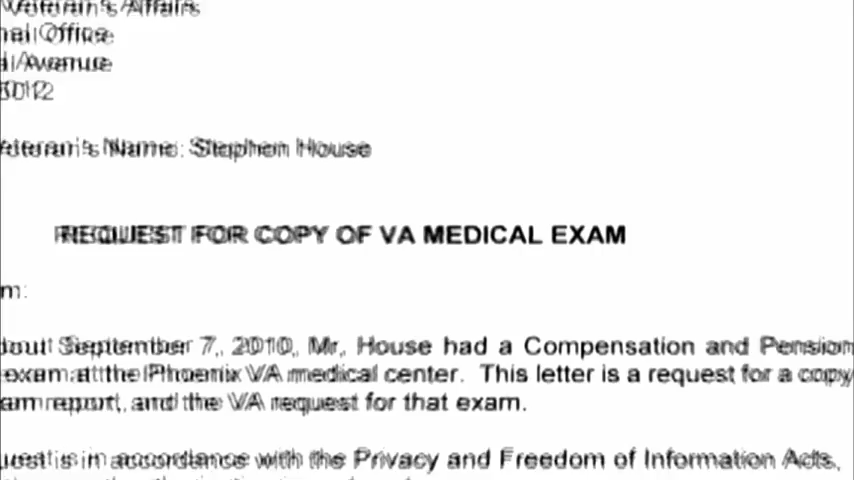 Veteran's Affairs
nal Office
l Avenue
3012
eteran's Name: Stephen House
REQUEST FOR COPY OF VA MEDICAL EXAM
m:
out September 7, 2010, Mr. House had a Compensation and Pension
exam at the Phoenix VA medical center. This letter is a request for a copy
am report, and the VA request for that exam.
uest is in accordance with the Privacy and Freedom of Information Acts,